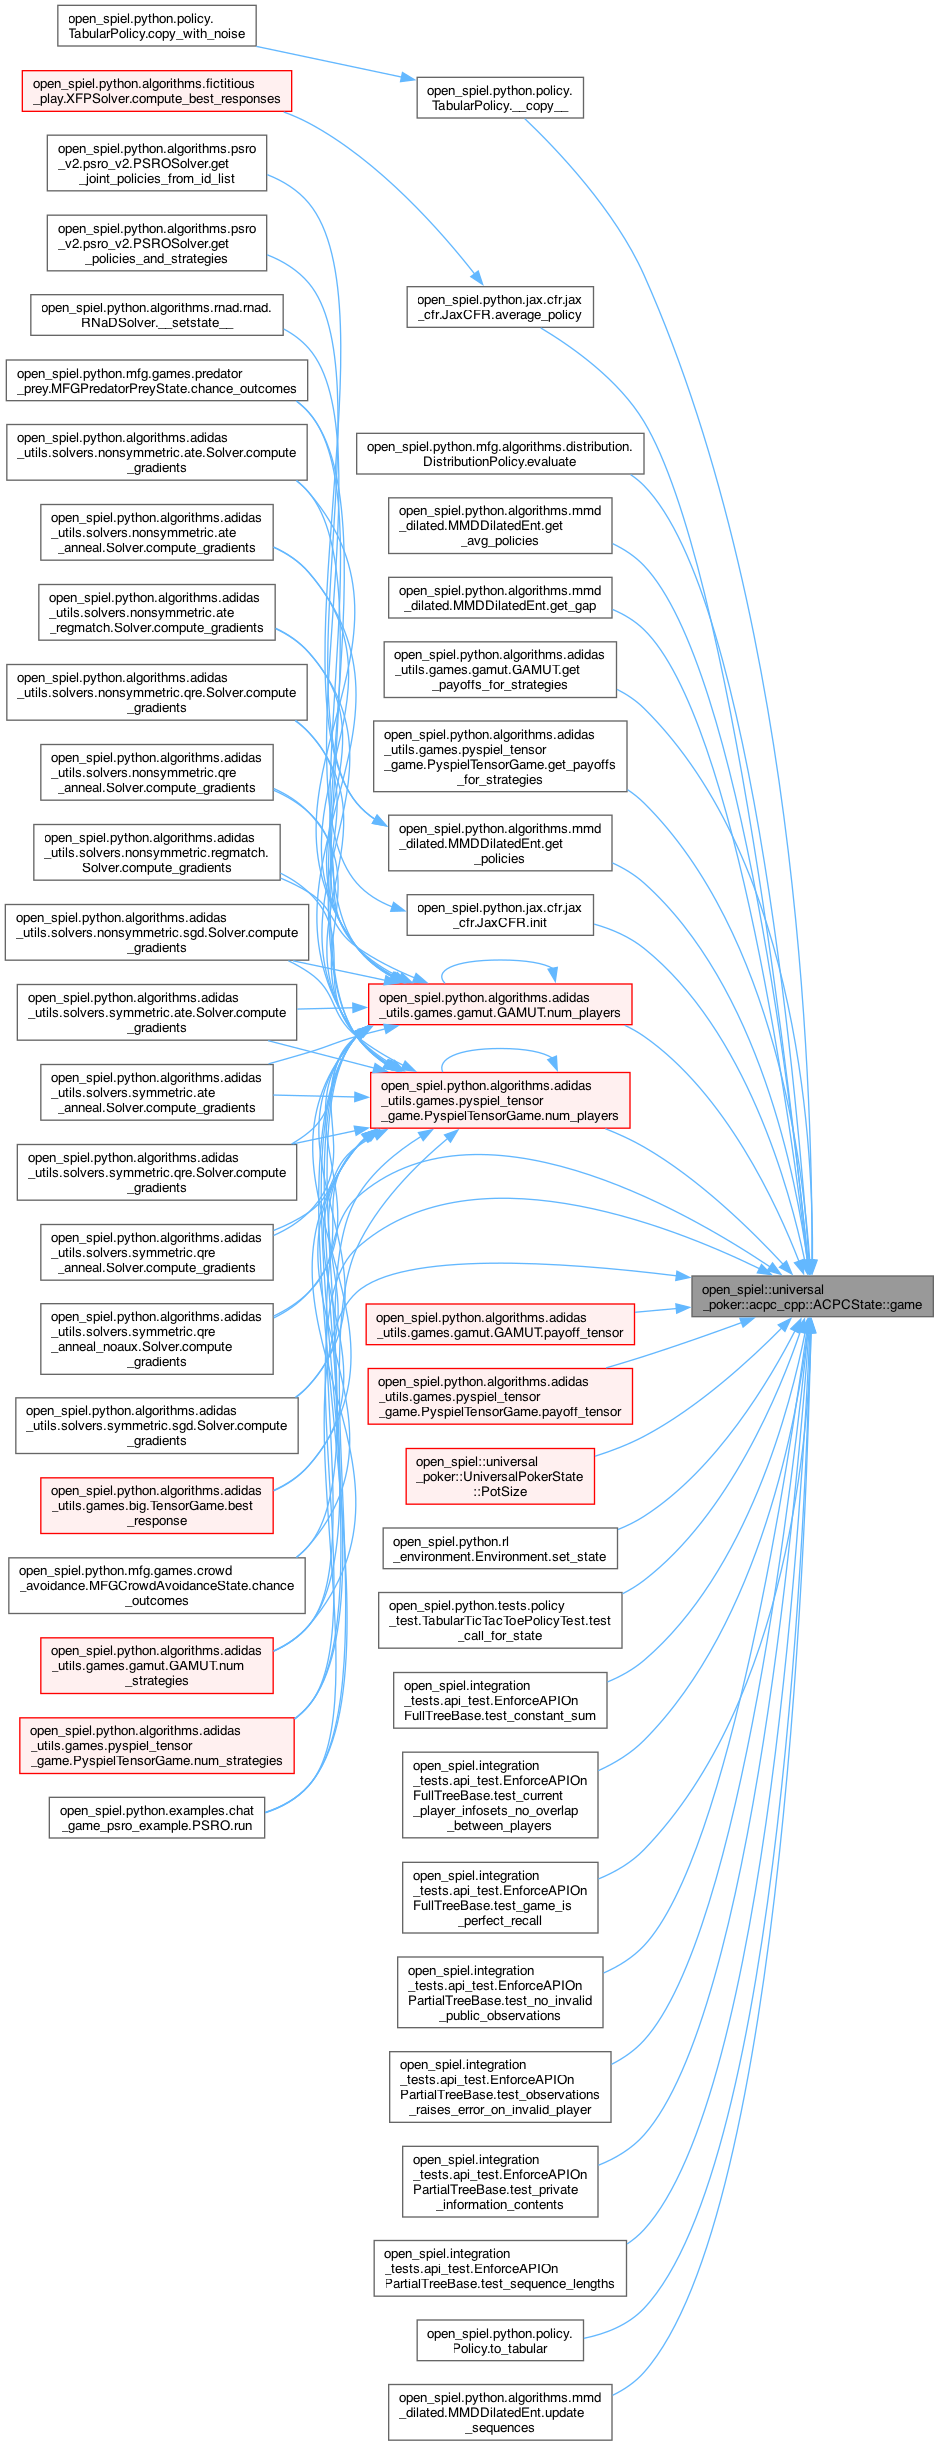 open_spiel.python.policy.
TabularPolicy.copy_with_noise
open_spiel.python.algorithms.fictitious
_play.XFPSolver.compute_best_responses
open_spiel.python.algorithms.psro
_v2.psro_v2.PSROSolver.get
_joint_policies_from_id_list
open_spiel.python.algorithms.psro
_v2.psro_v2.PSROSolver.get
_policies_and_strategies
open_spiel.python.algorithms.rnad.rnad.
RNaDSolver.__setstate__
open_spiel.python.mfg.games.predator
_prey.MFGPredatorPreyState.chance_outcomes
open_spiel.python.algorithms.adidas
_utils.solvers.nonsymmetric.ate.Solver.compute
_gradients
open_spiel.python.algorithms.adidas
_utils.solvers.nonsymmetric.ate
_anneal.Solver.compute_gradients
open_spiel.python.algorithms.adidas
_utils.solvers.nonsymmetric.ate
_regmatch.Solver.compute_gradients
open_spiel.python.algorithms.adidas
_utils.solvers.nonsymmetric.qre.Solver.compute
_gradients
open_spiel.python.algorithms.adidas
_utils.solvers.nonsymmetric.qre
_anneal.Solver.compute_gradients
open_spiel.python.algorithms.adidas
_utils.solvers.nonsymmetric.regmatch.
Solver.compute_gradients
open_spiel.python.algorithms.adidas
_utils.solvers.nonsymmetric.sgd.Solver.compute
_gradients
open_spiel.python.algorithms.adidas
_utils.solvers.symmetric.ate.Solver.compute
_gradients
open_spiel.python.algorithms.adidas
_utils.solvers.symmetric.ate
_anneal.Solver.compute_gradients
open_spiel.python.algorithms.adidas
_utils.solvers.symmetric.qre.Solver.compute
_gradients
open_spiel.python.algorithms.adidas
_utils.solvers.symmetric.qre
_anneal.Solver.compute_gradients
open_spiel.python.algorithms.adidas
_utils.solvers.symmetric.qre
_anneal_noaux.Solver.compute
_gradients
open_spiel.python.algorithms.adidas
_utils.solvers.symmetric.sgd.Solver.compute
_gradients
open_spiel.python.algorithms.adidas
_utils.games.big.TensorGame.best
_response
open_spiel.python.mfg.games.crowd
_avoidance.MFGCrowdAvoidanceState.chance
_outcomes
open_spiel.python.algorithms.adidas
_utils.games.gamut.GAMUT.num
_strategies
open_spiel.python.algorithms.adidas
_utils.games.pyspiel_tensor
_game.PyspielTensorGame.num_strategies
open_spiel.python.examples.chat
_game_psro_example.PSRO.run
open_spiel.python.policy.
TabularPolicy.__copy__
open_spiel.python.jax.cfr.jax
_cfr.JaxCFR.average_policy
open_spiel.python.mfg.algorithms.distribution.
DistributionPolicy.evaluate
open_spiel.python.algorithms.mmd
_dilated.MMDDilatedEnt.get
_avg_policies
open_spiel.python.algorithms.mmd
_dilated.MMDDilatedEnt.get_gap
open_spiel.python.algorithms.adidas
_utils.games.gamut.GAMUT.get
_payoffs_for_strategies
open_spiel.python.algorithms.adidas
_utils.games.pyspiel_tensor
_game.PyspielTensorGame.get_payoffs
_for_strategies
open_spiel.python.algorithms.mmd
_dilated.MMDDilatedEnt.get
_policies
open_spiel.python.jax.cfr.jax
_cfr.JaxCFR.init
open_spiel.python.algorithms.adidas
_utils.games.gamut.GAMUT.num_players
open_spiel.python.algorithms.adidas
_utils.games.pyspiel_tensor
_game.PyspielTensorGame.num_players
open_spiel.python.algorithms.adidas
_utils.games.gamut.GAMUT.payoff_tensor
open_spiel.python.algorithms.adidas
_utils.games.pyspiel_tensor
_game.PyspielTensorGame.payoff_tensor
open_spiel::universal
_poker::UniversalPokerState
::PotSize
open_spiel.python.rl
_environment.Environment.set_state
open_spiel.python.tests.policy
_test.TabularTicTacToePolicyTest.test
_call_for_state
open_spiel.integration
_tests.api_test.EnforceAPIOn
FullTreeBase.test_constant_sum
open_spiel.integration
_tests.api_test.EnforceAPIOn
FullTreeBase.test_current
_player_infosets_no_overlap
_between_players
open_spiel.integration
_tests.api_test.EnforceAPIOn
FullTreeBase.test_game_is
_perfect_recall
open_spiel.integration
_tests.api_test.EnforceAPIOn
PartialTreeBase.test_no_invalid
_public_observations
open_spiel.integration
_tests.api_test.EnforceAPIOn
PartialTreeBase.test_observations
_raises_error_on_invalid_player
open_spiel.integration
_tests.api_test.EnforceAPIOn
PartialTreeBase.test_private
_information_contents
open_spiel.integration
_tests.api_test.EnforceAPIOn
PartialTreeBase.test_sequence_lengths
open_spiel.python.policy.
Policy.to_tabular
open_spiel.python.algorithms.mmd
_dilated.MMDDilatedEnt.update
_sequences
open_spiel::universal
_poker::acpc_cpp::ACPCState::game